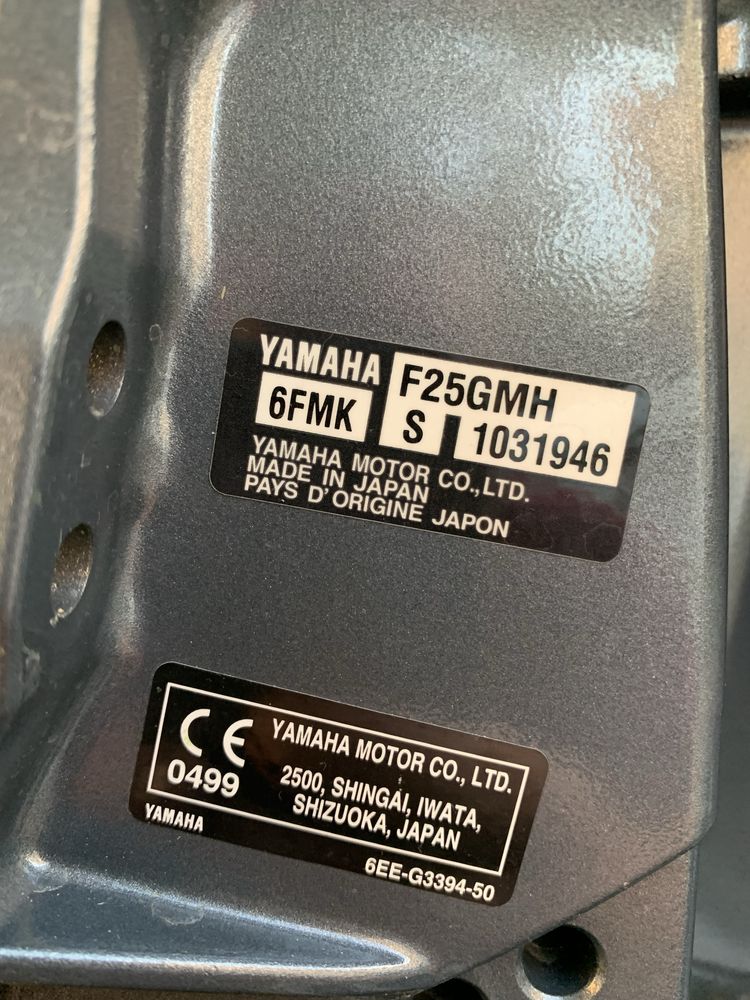 YAMAHA F25GMH
6FMK S 1031946
YAMAHA MOTOR CO.,LTD.
MADE IN JAPAN
PAYS D'ORIGINE JAPON
CE YAMAHA MOTOR CO., LTD.
0499 2500, SHINGAI, IWATA,
SHIZUOKA, JAPAN
YAMAHA
6EE-G3394-50